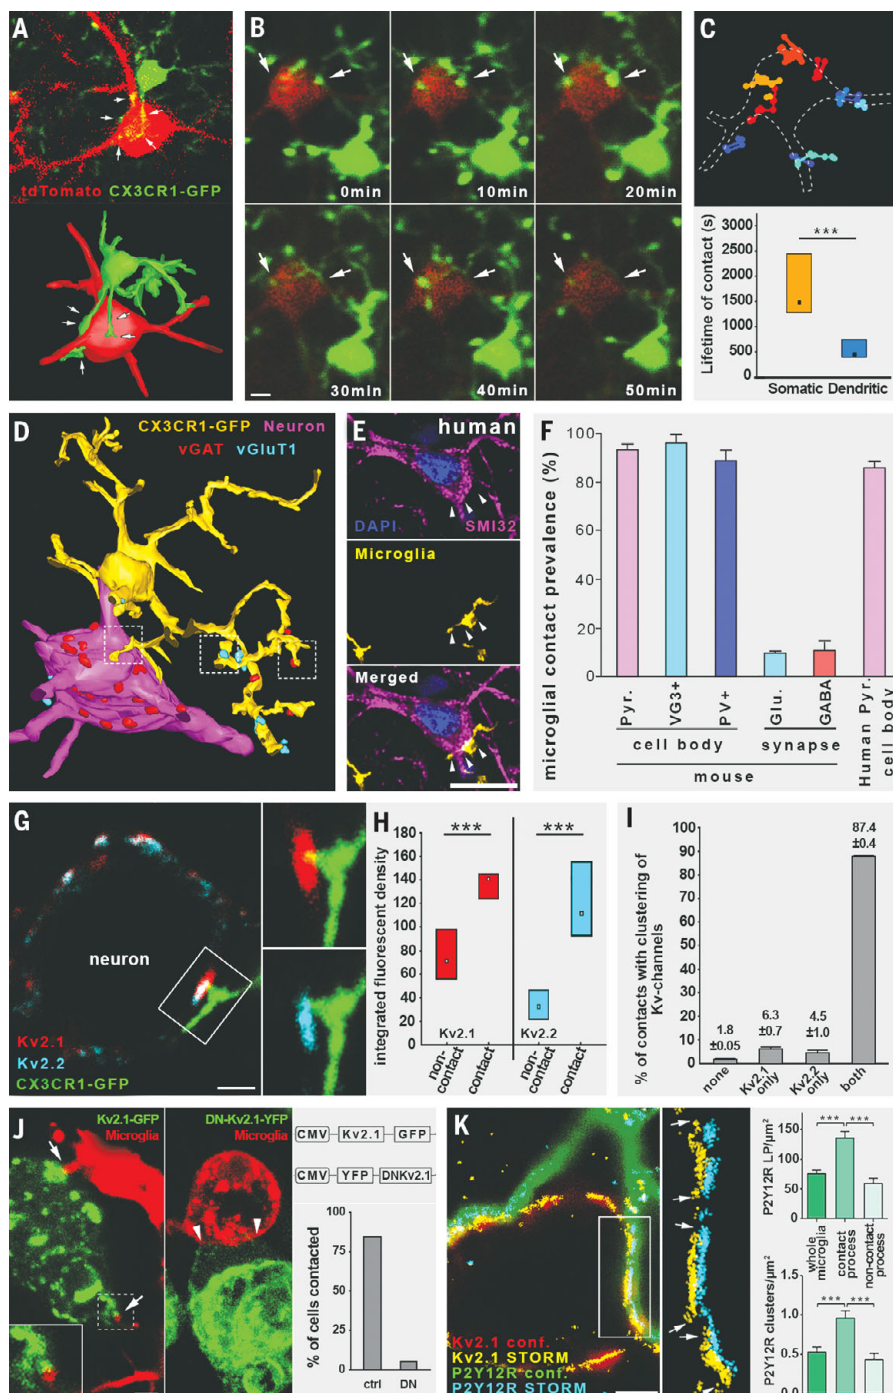 A
tdTomato CX3CR1-GFP
B
0min
10min
20min
30min
40min
50min
C
Lifetime of contact (s)
3000
2500
2000
1500
1000
500
0
***
Somatic Dendritic
D
CX3CR1-GFP Neuron
vGAT vGluT1
E
human
DAPI SMI32
Microglia
Merged
F
microglial contact prevalence (%)
100
80
60
40
20
0
Pyr.
VG3+
PV+
Glu.
GABA
Human Pyr.
cell body
cell body
synapse
mouse
G
neuron
Kv2.1
Kv2.2
CX3CR1-GFP
H
integrated fluorescent density
180
160
140
120
100
80
60
40
20
0
***
***
Kv2.1
Kv2.2
non-
contact
contact
non-
contact
contact
I
% of contacts with clustering of
Kv-channels
100
90
80
70
60
50
40
30
20
10
0
1.8
±0.05
6.3
±0.7
4.5
±1.0
87.4
±0.4
none
Kv2.1
only
Kv2.2
only
both
J
Kv2.1-GFP
Microglia
DN-Kv2.1-YFP
Microglia
CMV Kv2.1 GFP
CMV YFP DNKv2.1
% of cells contacted
100
75
50
25
0
ctrl
DN
K
Kv2.1 conf.
Kv2.1 STORM
P2Y12R conf.
P2Y12R STORM
P2Y12R LP/µm²
150
100
50
0
*** ***
whole
microglia
contact
process
non-contact
process
P2Y12R clusters/µm²
1.5
1.0
0.5
0.0
*** ***